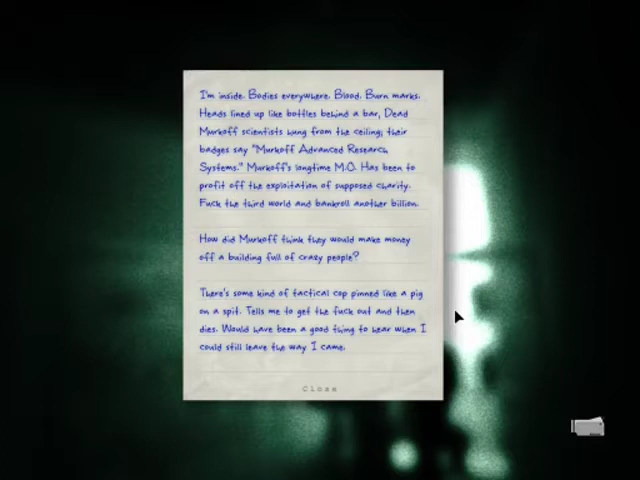 I'm inside. Bodies everywhere. Blood. Burn marks.
Heads lined up like bottles behind a bar, Dead
Murkoff scientists hung from the ceiling; their
badges say "Murkoff Advanced Research
Systems." Murkoff's longtime M.O. Has been to
profit off the exploitation of supposed charity.
Fuck the third world and bankroll another billion.
How did Murkoff think they would make money
off a building full of crazy people?
There's some kind of tactical cop pinned like a pig
on a spit. Tells me to get the fuck out and then
dies. Would have been a good thing to hear when I
could still leave the way I came.
Close